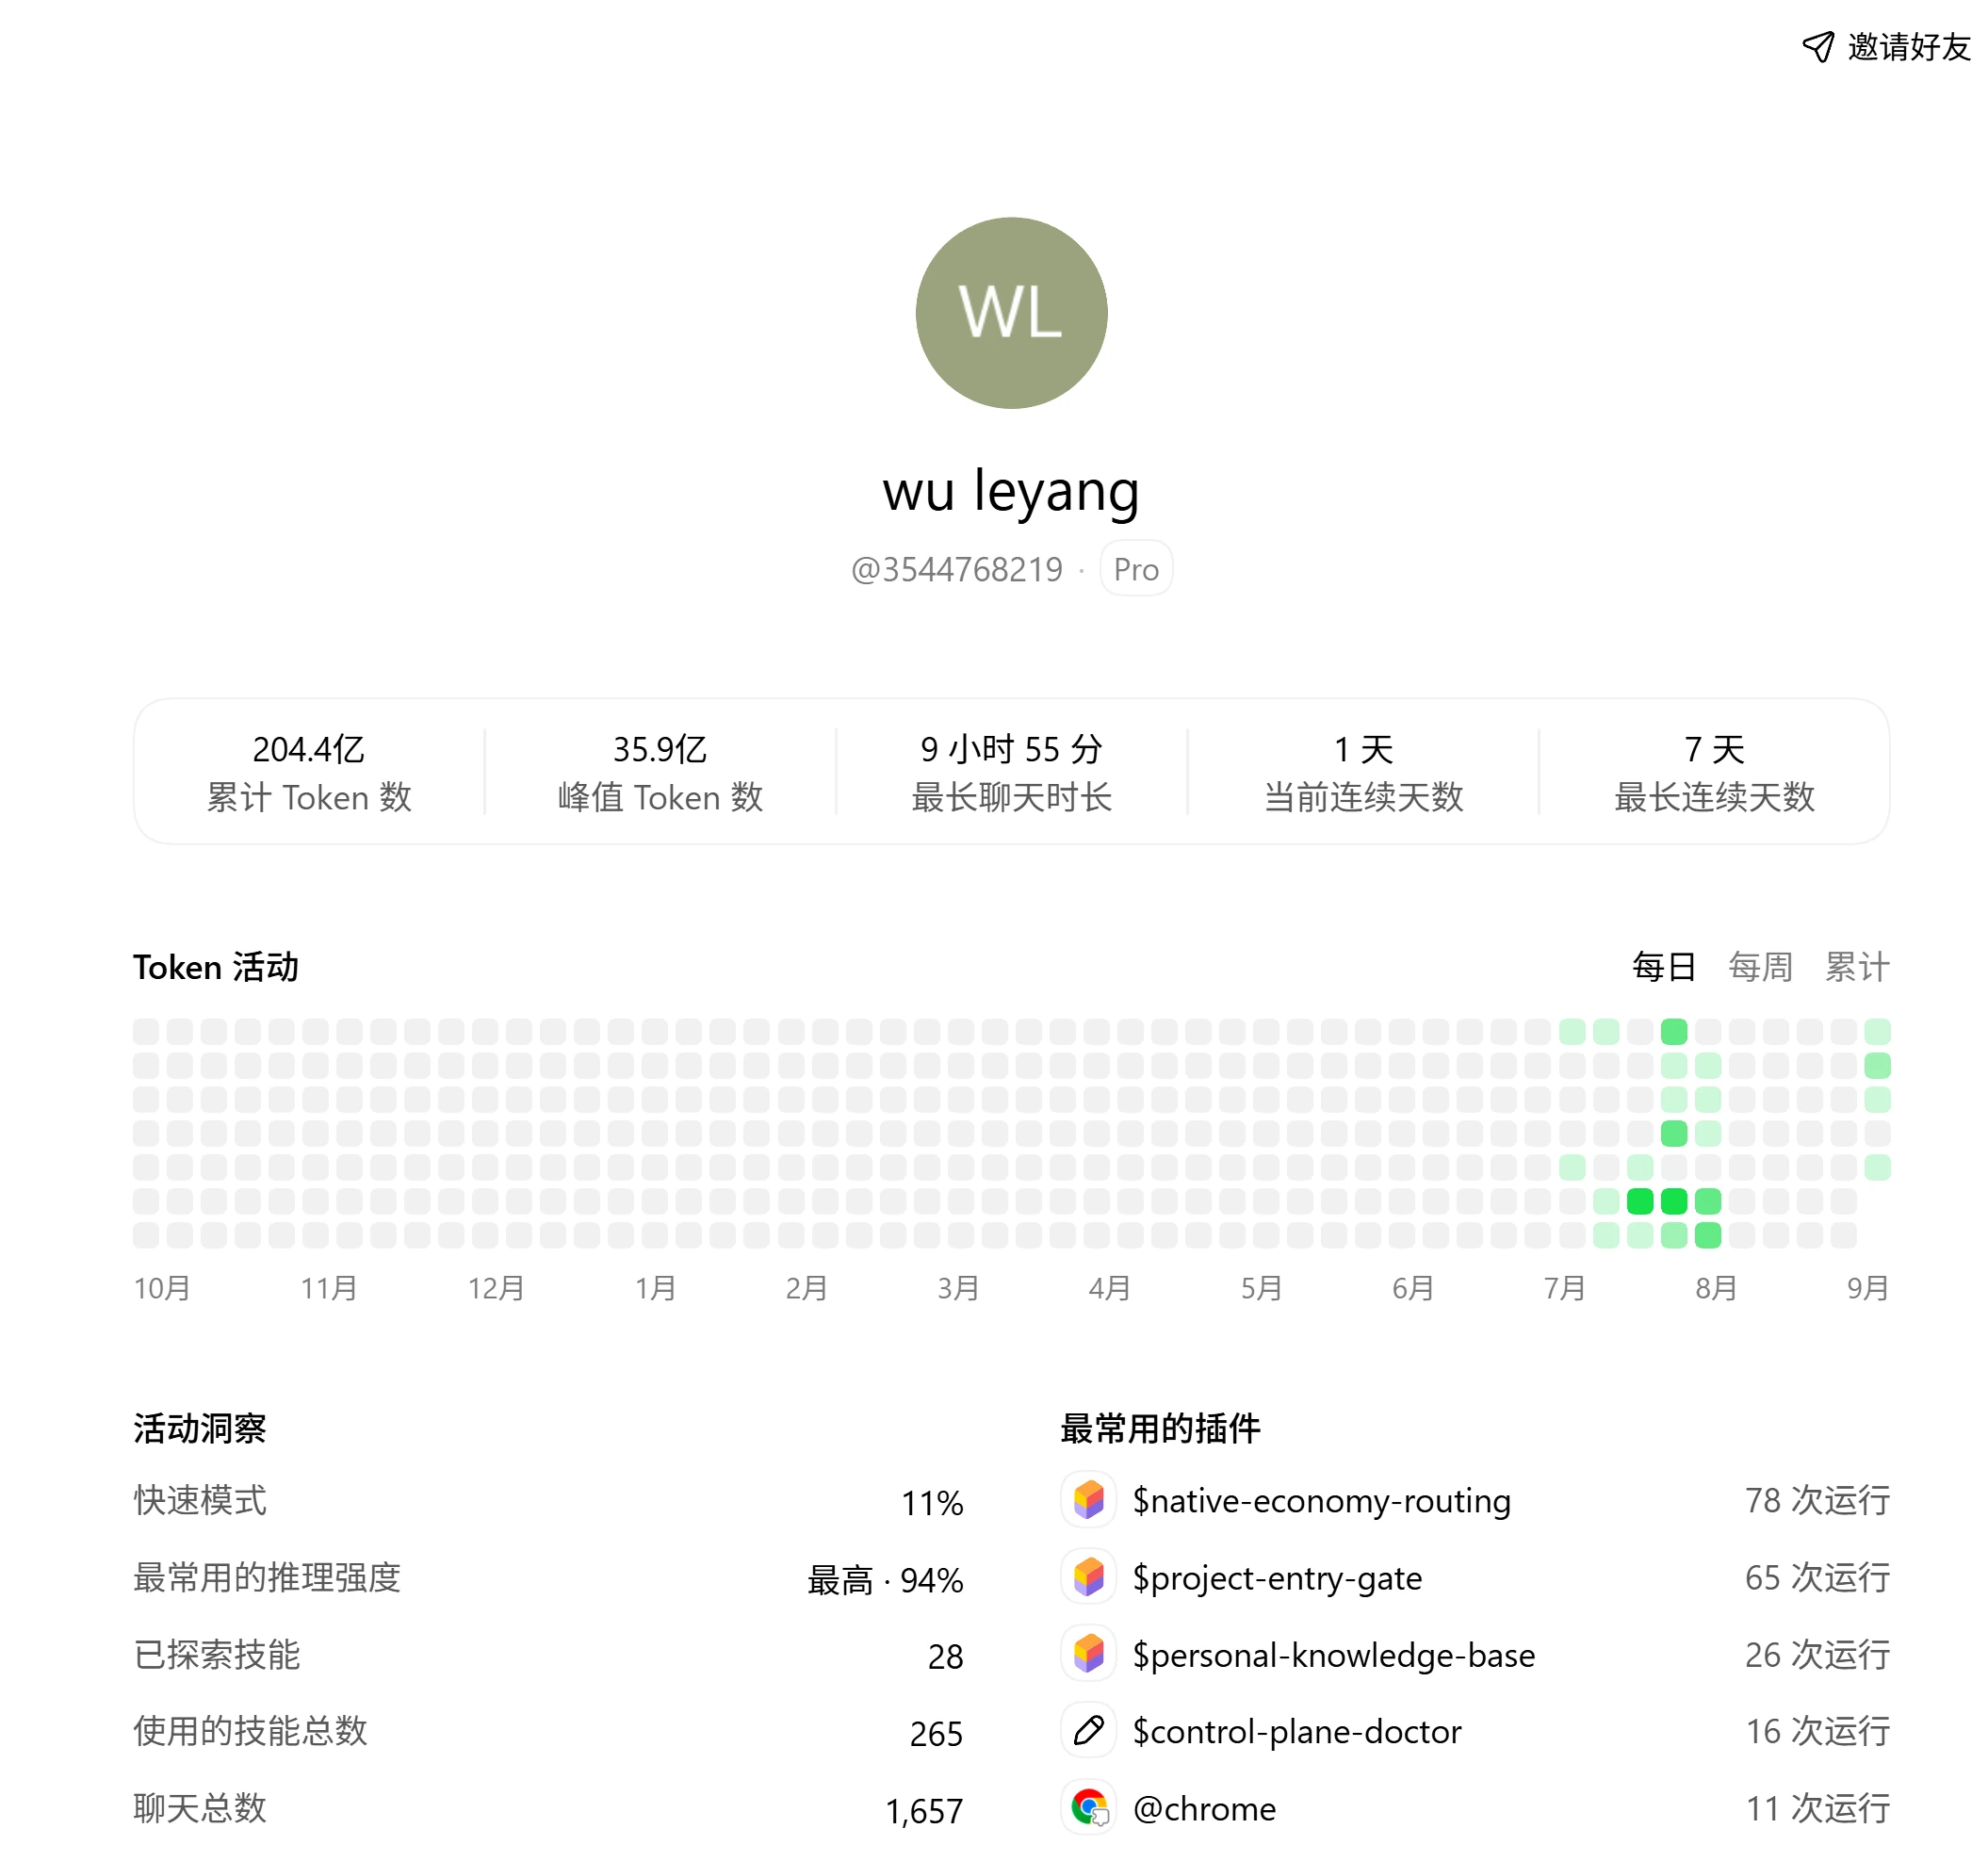 邀请好友
WL
wu leyang
@3544768219 · Pro
204.4亿
累计 Token 数
35.9亿
峰值 Token 数
9 小时 55 分
最长聊天时长
1 天
当前连续天数
7 天
最长连续天数
Token 活动
每日 每周 累计
10月 11月 12月 1月 2月 3月 4月 5月 6月 7月 8月 9月
活动洞察
快速模式 11%
最常用的推理强度 最高 · 94%
已探索技能 28
使用的技能总数 265
聊天总数 1,657
最常用的插件
$native-economy-routing 78 次运行
$project-entry-gate 65 次运行
$personal-knowledge-base 26 次运行
$control-plane-doctor 16 次运行
@chrome 11 次运行